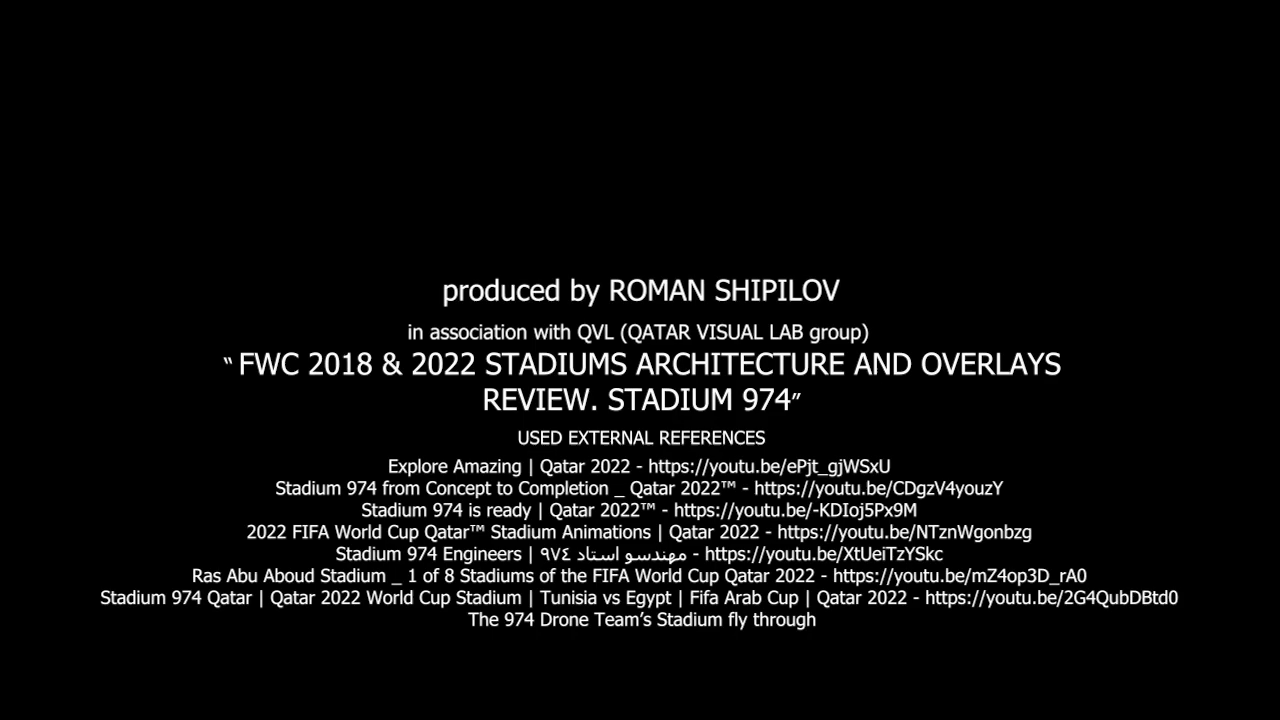 produced by ROMAN SHIPILOV
in association with QVL (QATAR VISUAL LAB group)
“ FWC 2018 & 2022 STADIUMS ARCHITECTURE AND OVERLAYS
REVIEW. STADIUM 974”
USED EXTERNAL REFERENCES
Explore Amazing | Qatar 2022 - https://youtu.be/ePjt_gjWSxU
Stadium 974 from Concept to Completion _ Qatar 2022™ - https://youtu.be/CDgzV4youzY
Stadium 974 is ready | Qatar 2022™ - https://youtu.be/-KDIoj5Px9M
2022 FIFA World Cup Qatar™ Stadium Animations | Qatar 2022 - https://youtu.be/NTznWgonbzg
Stadium 974 Engineers | مهندسو استاد ٩٧٤ - https://youtu.be/XtUeiTzYSkc
Ras Abu Aboud Stadium _ 1 of 8 Stadiums of the FIFA World Cup Qatar 2022 - https://youtu.be/mZ4op3D_rA0
Stadium 974 Qatar | Qatar 2022 World Cup Stadium | Tunisia vs Egypt | Fifa Arab Cup | Qatar 2022 - https://youtu.be/2G4QubDBtd0
The 974 Drone Team’s Stadium fly through